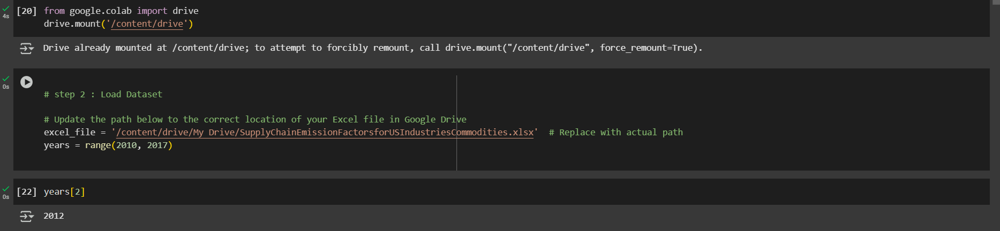 [20] from google.colab import drive
4s
drive.mount('/content/drive')
Drive already mounted at /content/drive; to attempt to forcibly remount, call drive.mount("/content/drive", force_remount=True).
0s
# step 2 : Load Dataset
# Update the path below to the correct location of your Excel file in Google Drive
excel_file = '/content/drive/My Drive/SupplyChainEmissionFactorsforUSIndustriesCommodities.xlsx'  # Replace with actual path
years = range(2010, 2017)
[22] years[2]
0s
2012